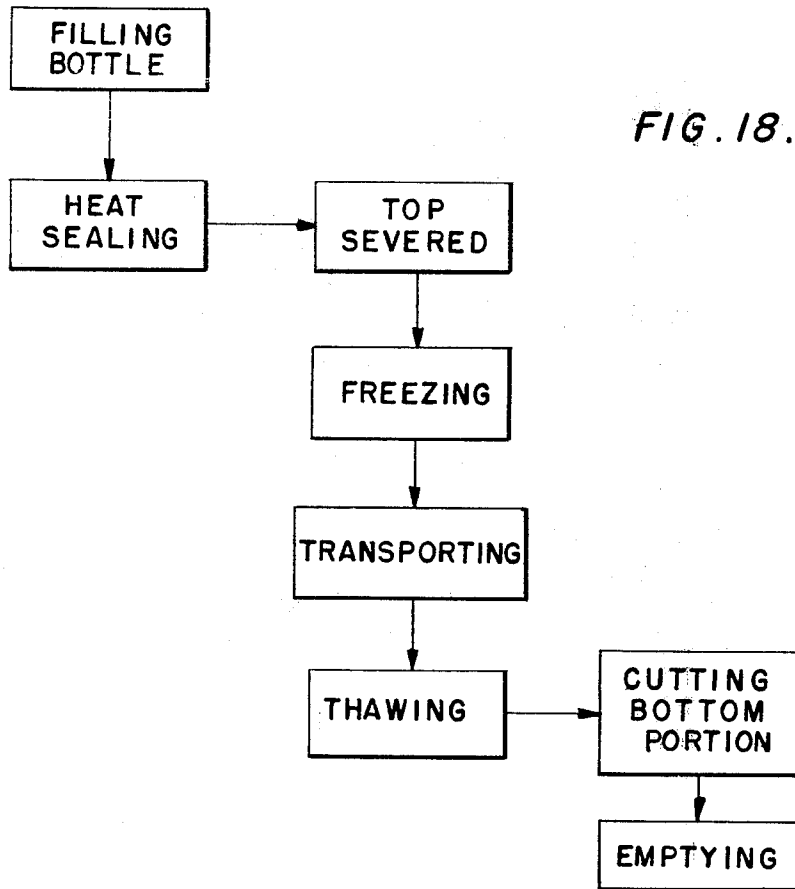 FILLING
BOTTLE
FIG. 18.
HEAT
SEALING
TOP
SEVERED
FREEZING
TRANSPORTING
THAWING
CUTTING
BOTTOM
PORTION
EMPTYING